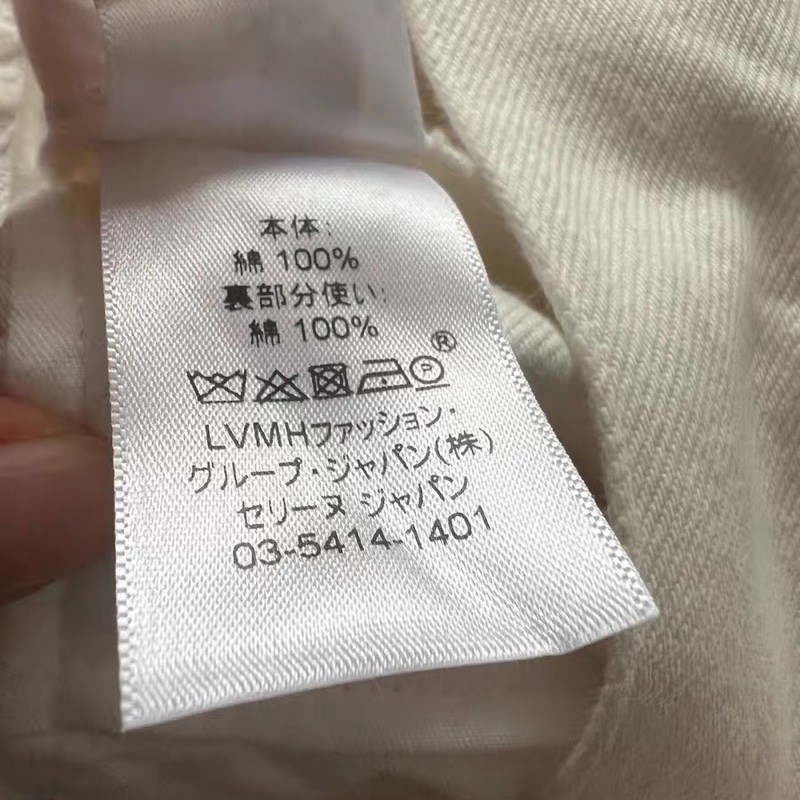 本体:
綿 100%
裏部分使い:
綿 100%
P ®
LVMHファッション・
グループ・ジャパン(株)
セリーヌ ジャパン
03-5414-1401